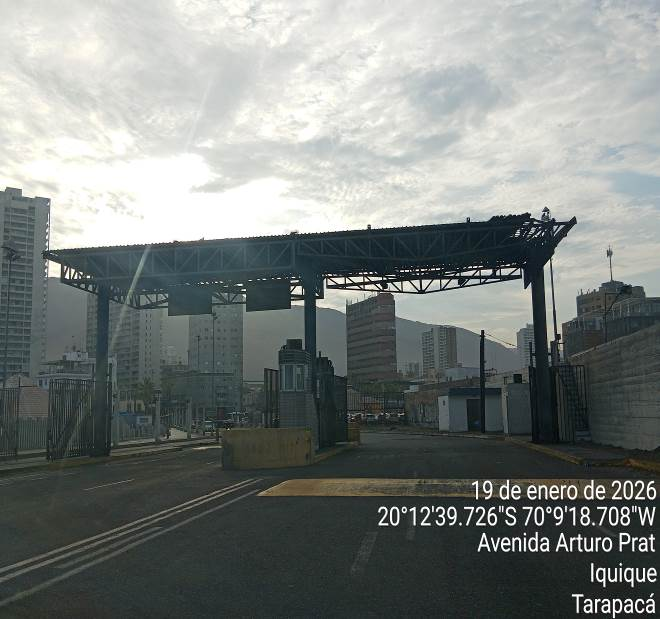 19 de enero de 2026
20°12'39.726"S 70°9'18.708"W
Avenida Arturo Prat
Iquique
Tarapacá